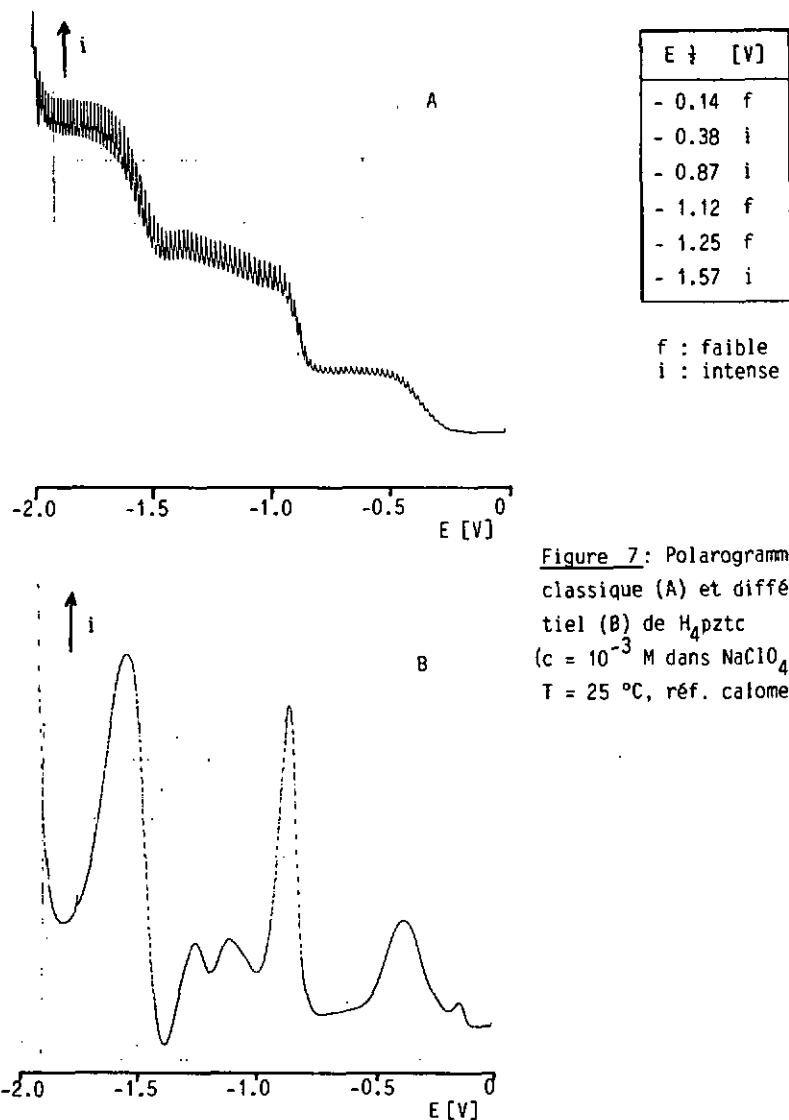 i
A
-2.0 -1.5 -1.0 -0.5 0
E [V]
E ½ [V]
- 0.14 f
- 0.38 i
- 0.87 i
- 1.12 f
- 1.25 f
- 1.57 i
f : faible
i : intense
i
B
-2.0 -1.5 -1.0 -0.5 0
E [V]
Figure 7: Polarogramm
classique (A) et diffé
tiel (B) de H₄pztc
(c = 10⁻³ M dans NaClO₄
T = 25 °C, réf. calome